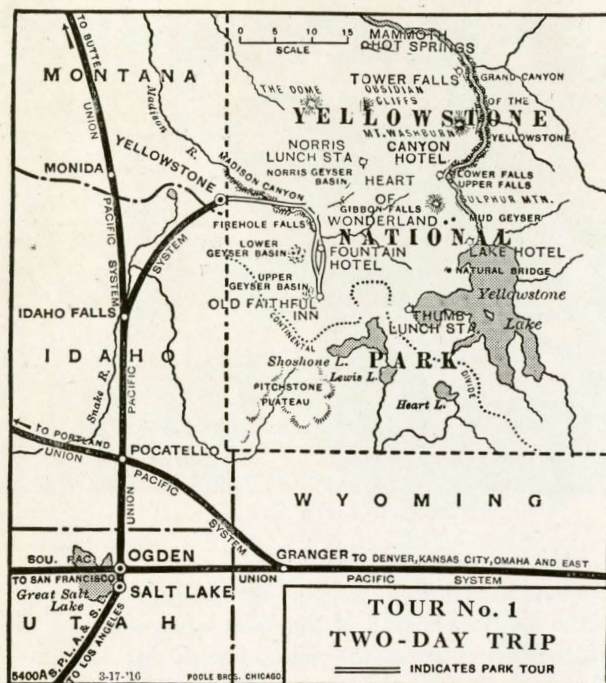 TO BUTTE
0 5 10 15
SCALE
MAMMOTH
HOT SPRINGS
MONTANA
Madison R.
UNION
TOWER FALLS
GRAND CANYON
OF THE
YELLOWSTONE
THE DOME
OBSIDIAN
CLIFFS
YELLOWSTONE
MT. WASHBURN
CANYON
HOTEL
NORRIS
LUNCH STA
NORRIS GEYSER
BASIN
LOWER FALLS
UPPER FALLS
MONIDA
YELLOWSTONE
MADISON CANYON
HEART
OF
WONDERLAND
GIBBON FALLS
SULPHUR MTN.
MUD GEYSER
PACIFIC
SYSTEM
SYSTEM
FIREHOLE FALLS
NATIONAL
LOWER
GEYSER BASIN
FOUNTAIN
HOTEL
LAKE HOTEL
NATURAL BRIDGE
UPPER
GEYSER BASIN
OLD FAITHFUL
INN
Yellowstone
Lake
IDAHO FALLS
THUMB
LUNCH STA.
CONTINENTAL
DIVIDE
IDAHO
Shoshone L.
PARK
Lewis L.
PACIFIC
PITCHSTONE
PLATEAU
Heart L.
Snake R.
TO PORTLAND
UNION
POCATELLO
PACIFIC
SYSTEM
UNION
WYOMING
SOU. PAC.
OGDEN
GRANGER
TO DENVER, KANSAS CITY, OMAHA AND EAST
TO SAN FRANCISCO
UNION PACIFIC SYSTEM
Great Salt
Lake
SALT LAKE
UTAH
S.P.L.A. & S.L.
TO LOS ANGELES
TOUR No. 1
TWO-DAY TRIP
INDICATES PARK TOUR
5400A 3-17-'16 POOLE BROS. CHICAGO.